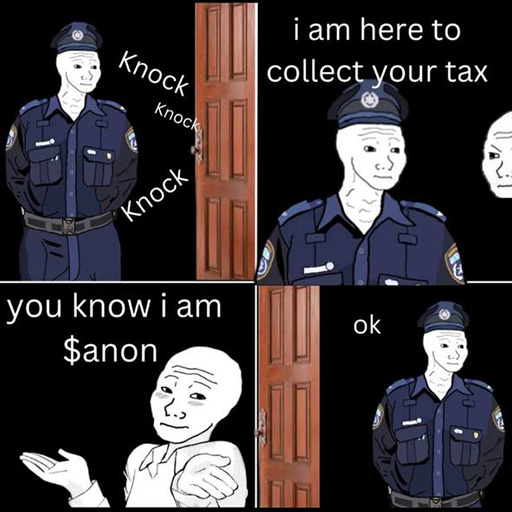 Knock
Knock
Knock
i am here to
collect your tax
you know i am
$anon
ok